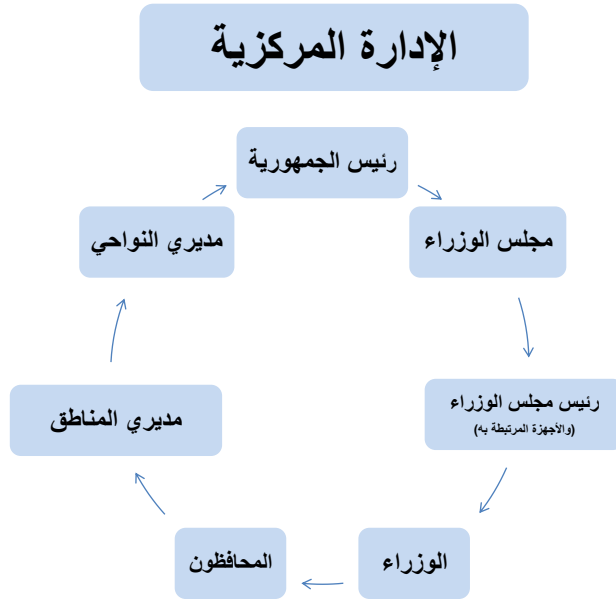 الإدارة المركزية
رئيس الجمهورية
مجلس الوزراء
رئيس مجلس الوزراء
(والأجهزة المرتبطة به)
الوزراء
المحافظون
مديري المناطق
مديري النواحي